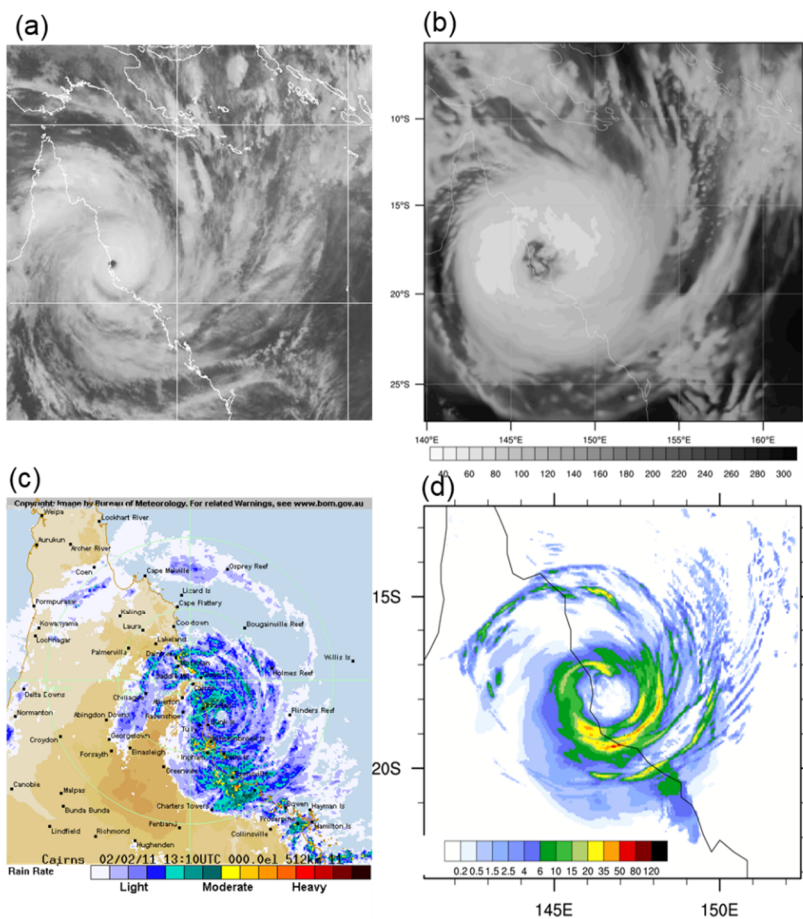 (a)
(b)
10°S
15°S
20°S
25°S
140°E 145°E 150°E 155°E 160°E
40 60 80 100 120 140 160 180 200 220 240 260 280 300
(c)
Copyright: Image by Bureau of Meteorology. For related Warnings, see www.bom.gov.au
Weipa
Lockhart River
Aurukun
Archer River
Coen
Cape Melville
Osprey Reef
Lizard Is
Pormpuraaw
Cape Flattery
Kalinga
Kowanyama
Laura
Cooktown
Bougainville Reef
Lochnagar
Lakeland
Palmerville
Willis Is
Holmes Reef
Delta Downs
Chillagoe
Normanton
Abingdon Downs
Ravenshoe
Flinders Reef
Croydon
Georgetown
Forsayth
Einasleigh
Ingham
Greenvale
Canobie
Malpas
Charters Towers
Bowen
Hayman Is
Bunda Bunda
Proserpine
Pentland
Hamilton Is
Lindfield
Richmond
Collinsville
Hughenden
Cairns 02/02/11 13:10UTC 000.0el 512km
Rain Rate
Light Moderate Heavy
(d)
15S
20S
0.2 0.5 1.5 2.5 4 6 10 15 20 35 50 80 120
145E 150E